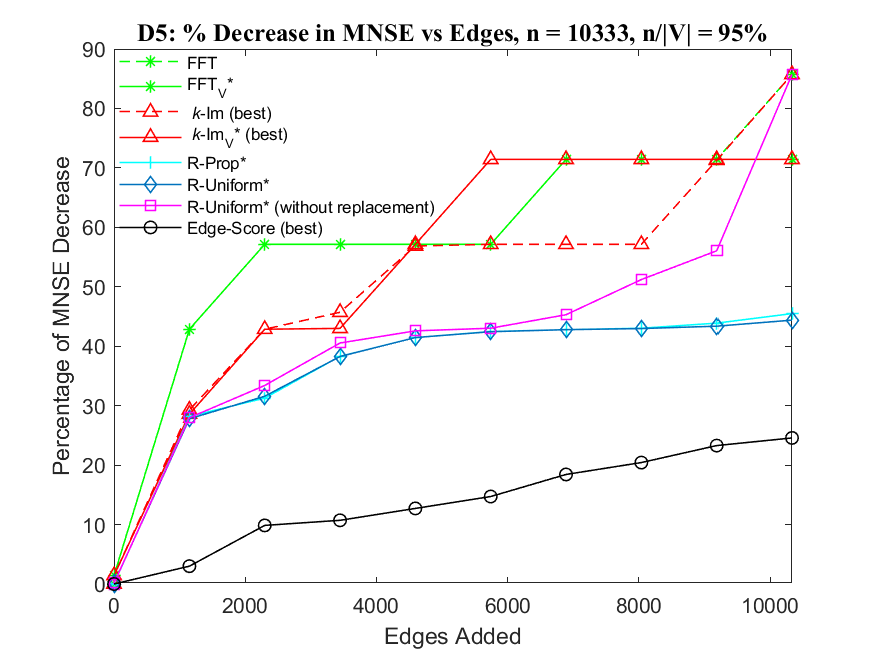 D5: % Decrease in MNSE vs Edges, n = 10333, n/|V| = 95%
90
80
70
60
50
40
30
20
10
0
Percentage of MNSE Decrease
FFT
FFT_V*
k-Im (best)
k-Im_V* (best)
R-Prop*
R-Uniform*
R-Uniform* (without replacement)
Edge-Score (best)
0 2000 4000 6000 8000 10000
Edges Added